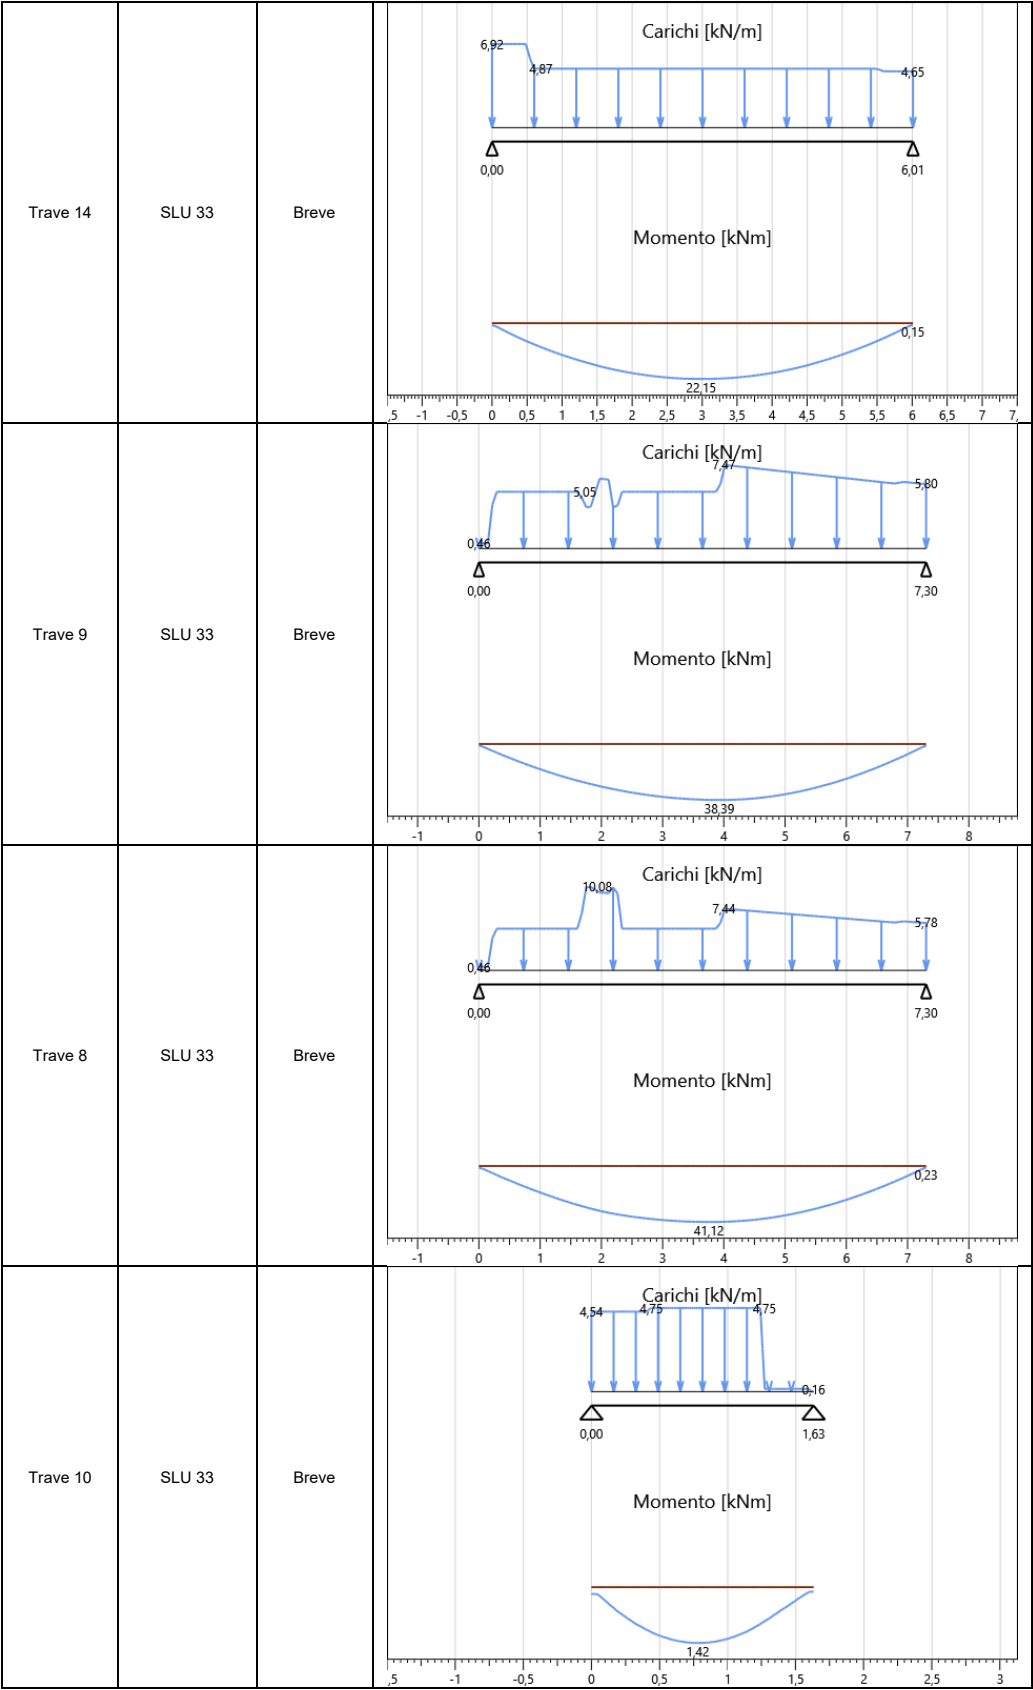 Carichi [kN/m]
6,92
4,87
4,65
0,00
6,01
Trave 14
SLU 33
Breve
Momento [kNm]
0,15
22,15
,5 -1 -0,5 0 0,5 1 1,5 2 2,5 3 3,5 4 4,5 5 5,5 6 6,5 7 7,
Carichi [kN/m]
7,47
5,80
5,05
0,46
0,00
7,30
Trave 9
SLU 33
Breve
Momento [kNm]
38,39
-1 0 1 2 3 4 5 6 7 8
Carichi [kN/m]
10,08
7,44
5,78
0,46
0,00
7,30
Trave 8
SLU 33
Breve
Momento [kNm]
0,23
41,12
-1 0 1 2 3 4 5 6 7 8
Carichi [kN/m]
4,54
4,75
4,75
0,16
0,00
1,63
Trave 10
SLU 33
Breve
Momento [kNm]
1,42
,5 -1 -0,5 0 0,5 1 1,5 2 2,5 3